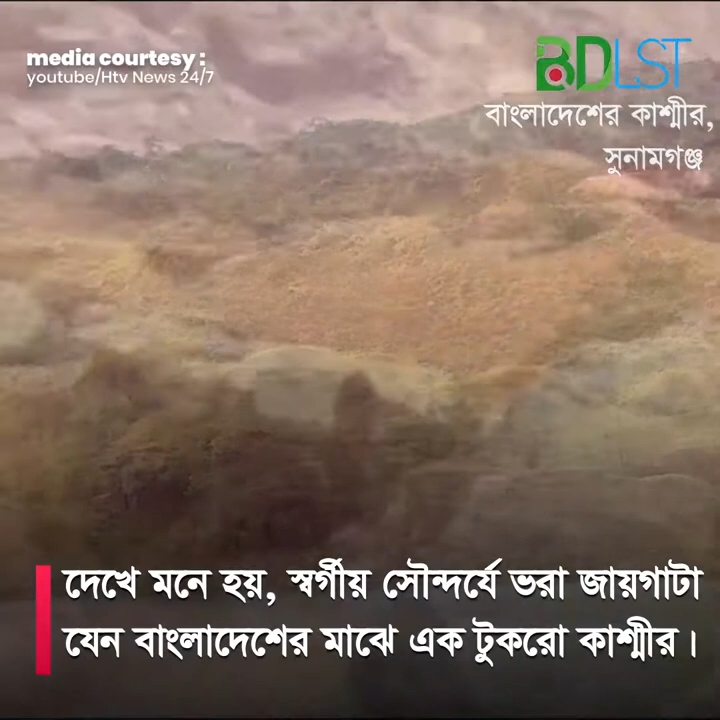 media courtesy :
youtube/Htv News 24/7
BDLST
বাংলাদেশের কাশ্মীর,
সুনামগঞ্জ
দেখে মনে হয়, স্বর্গীয় সৌন্দর্যে ভরা জায়গাটা
যেন বাংলাদেশের মাঝে এক টুকরো কাশ্মীর।